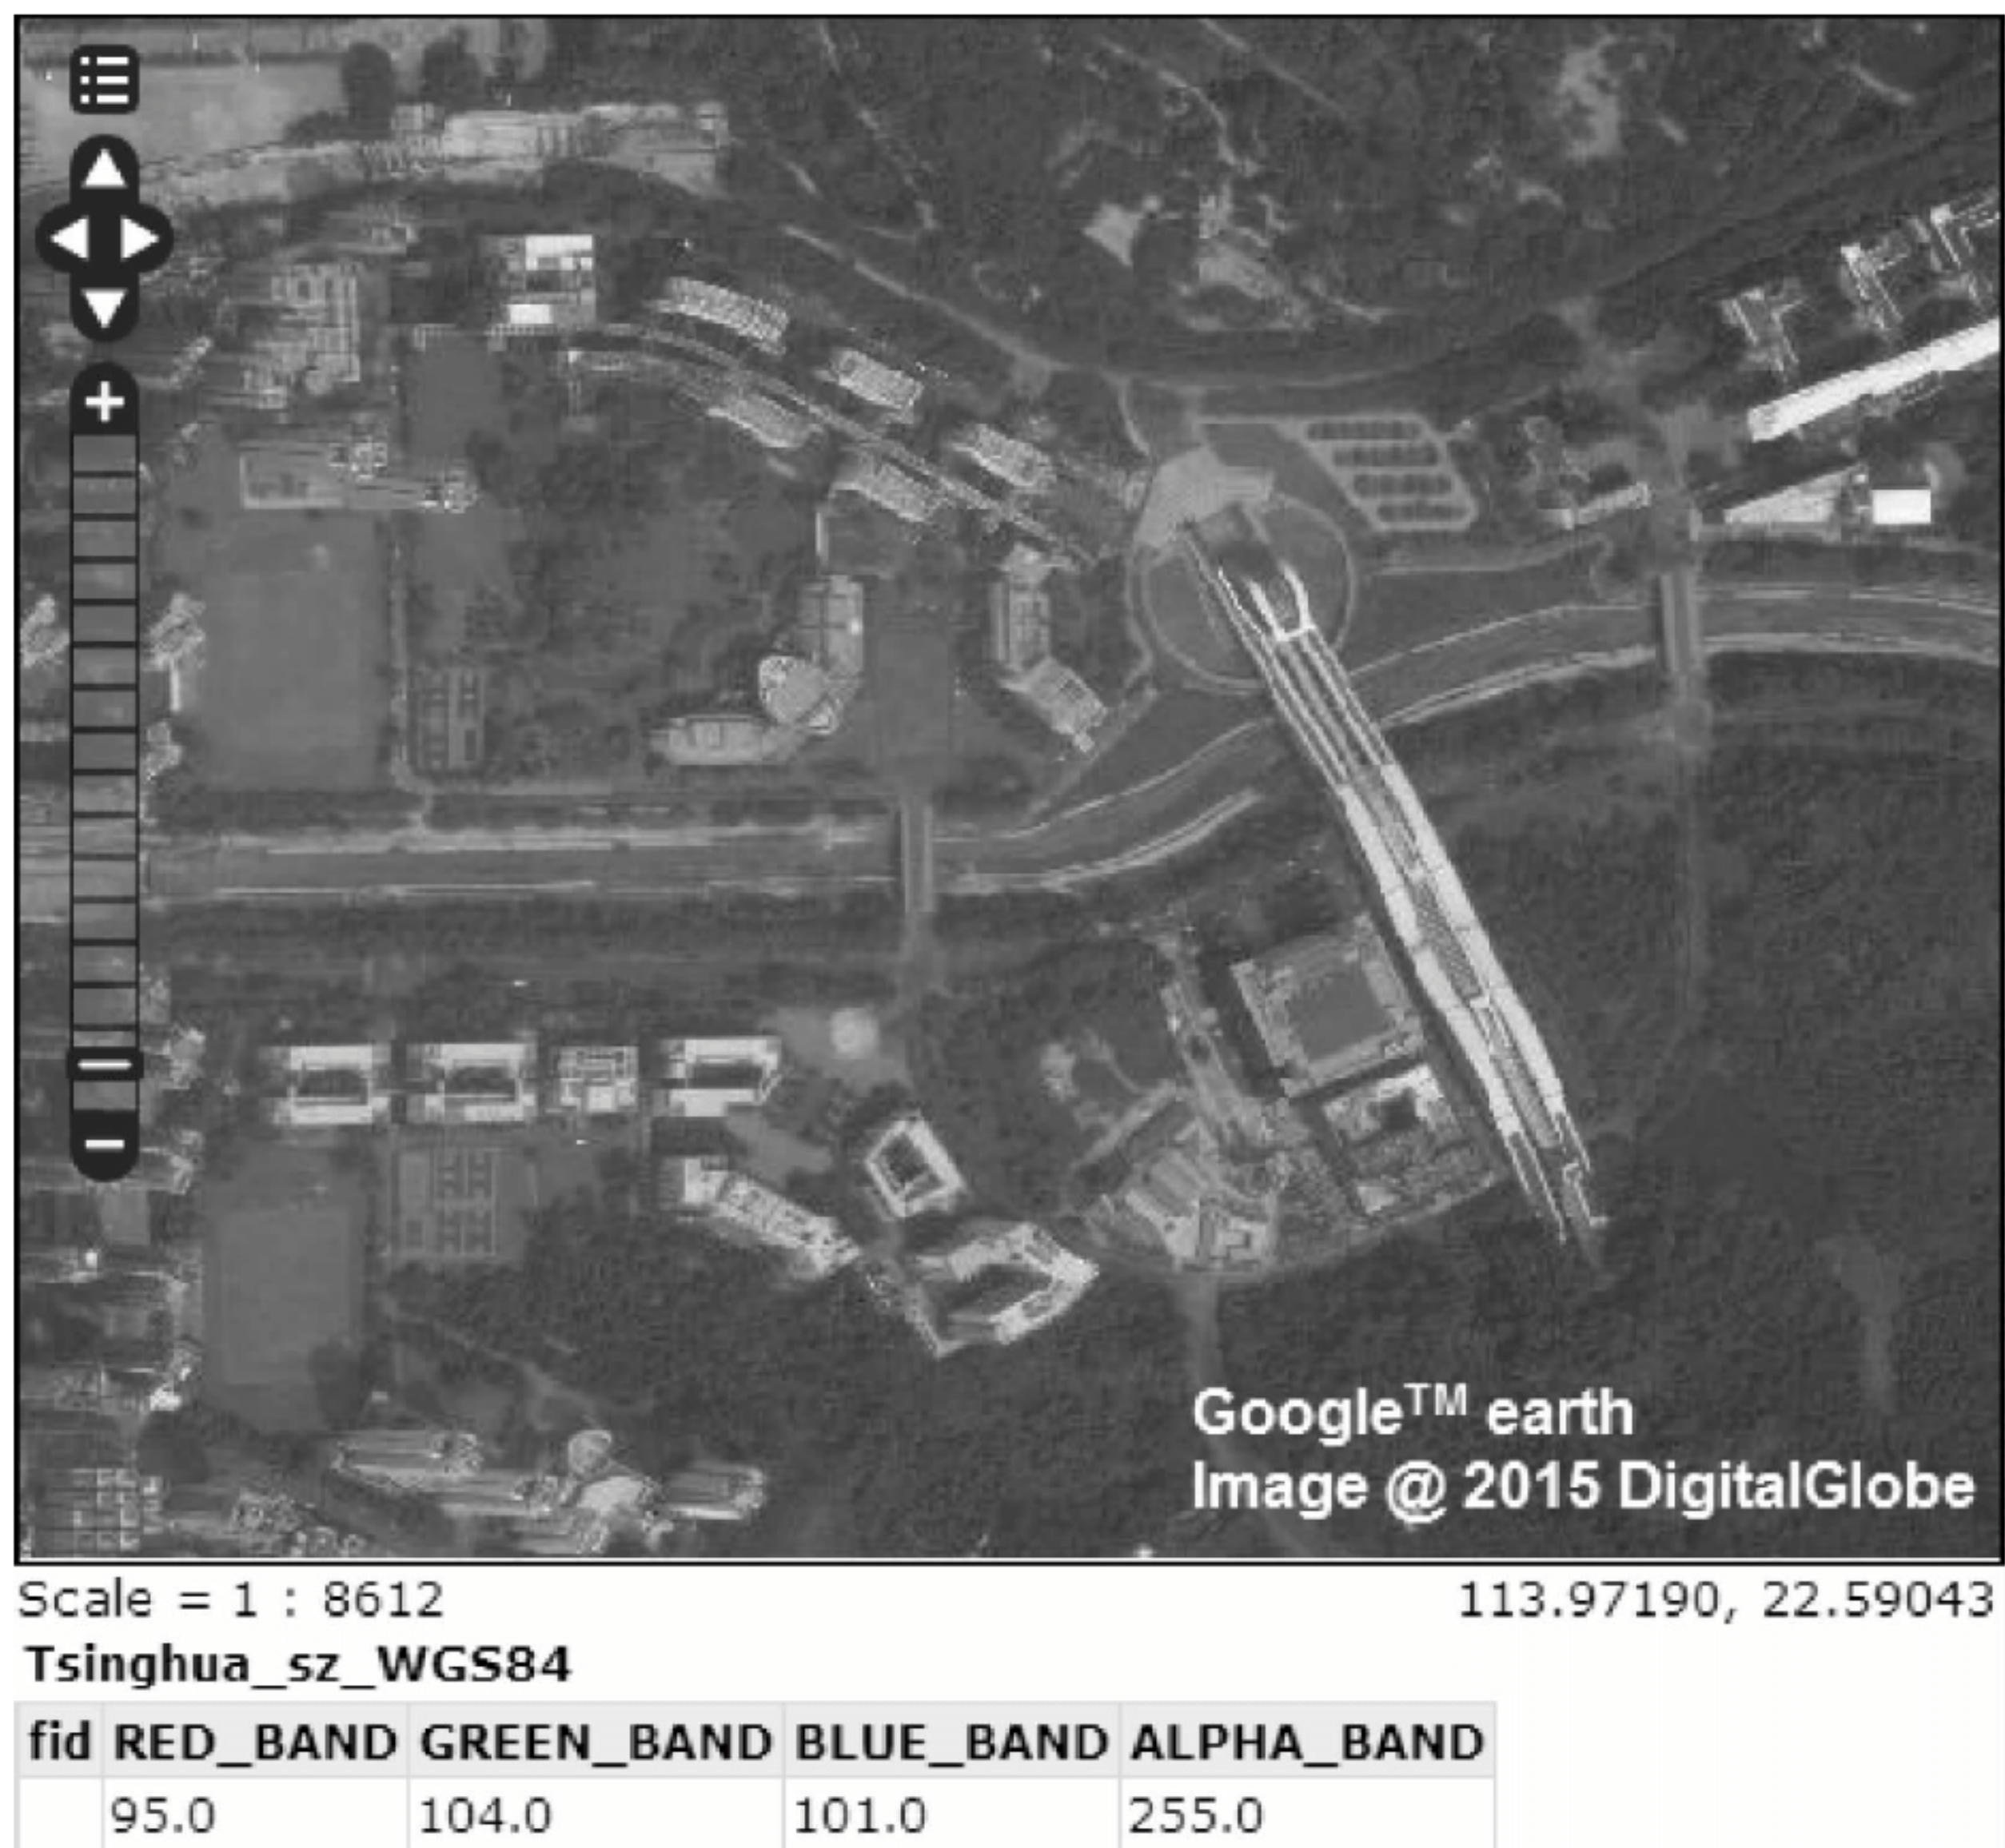 Google™ earth
Image @ 2015 DigitalGlobe
Scale = 1 : 8612
113.97190, 22.59043
Tsinghua_sz_WGS84
fid RED_BAND GREEN_BAND BLUE_BAND ALPHA_BAND
95.0 104.0 101.0 255.0